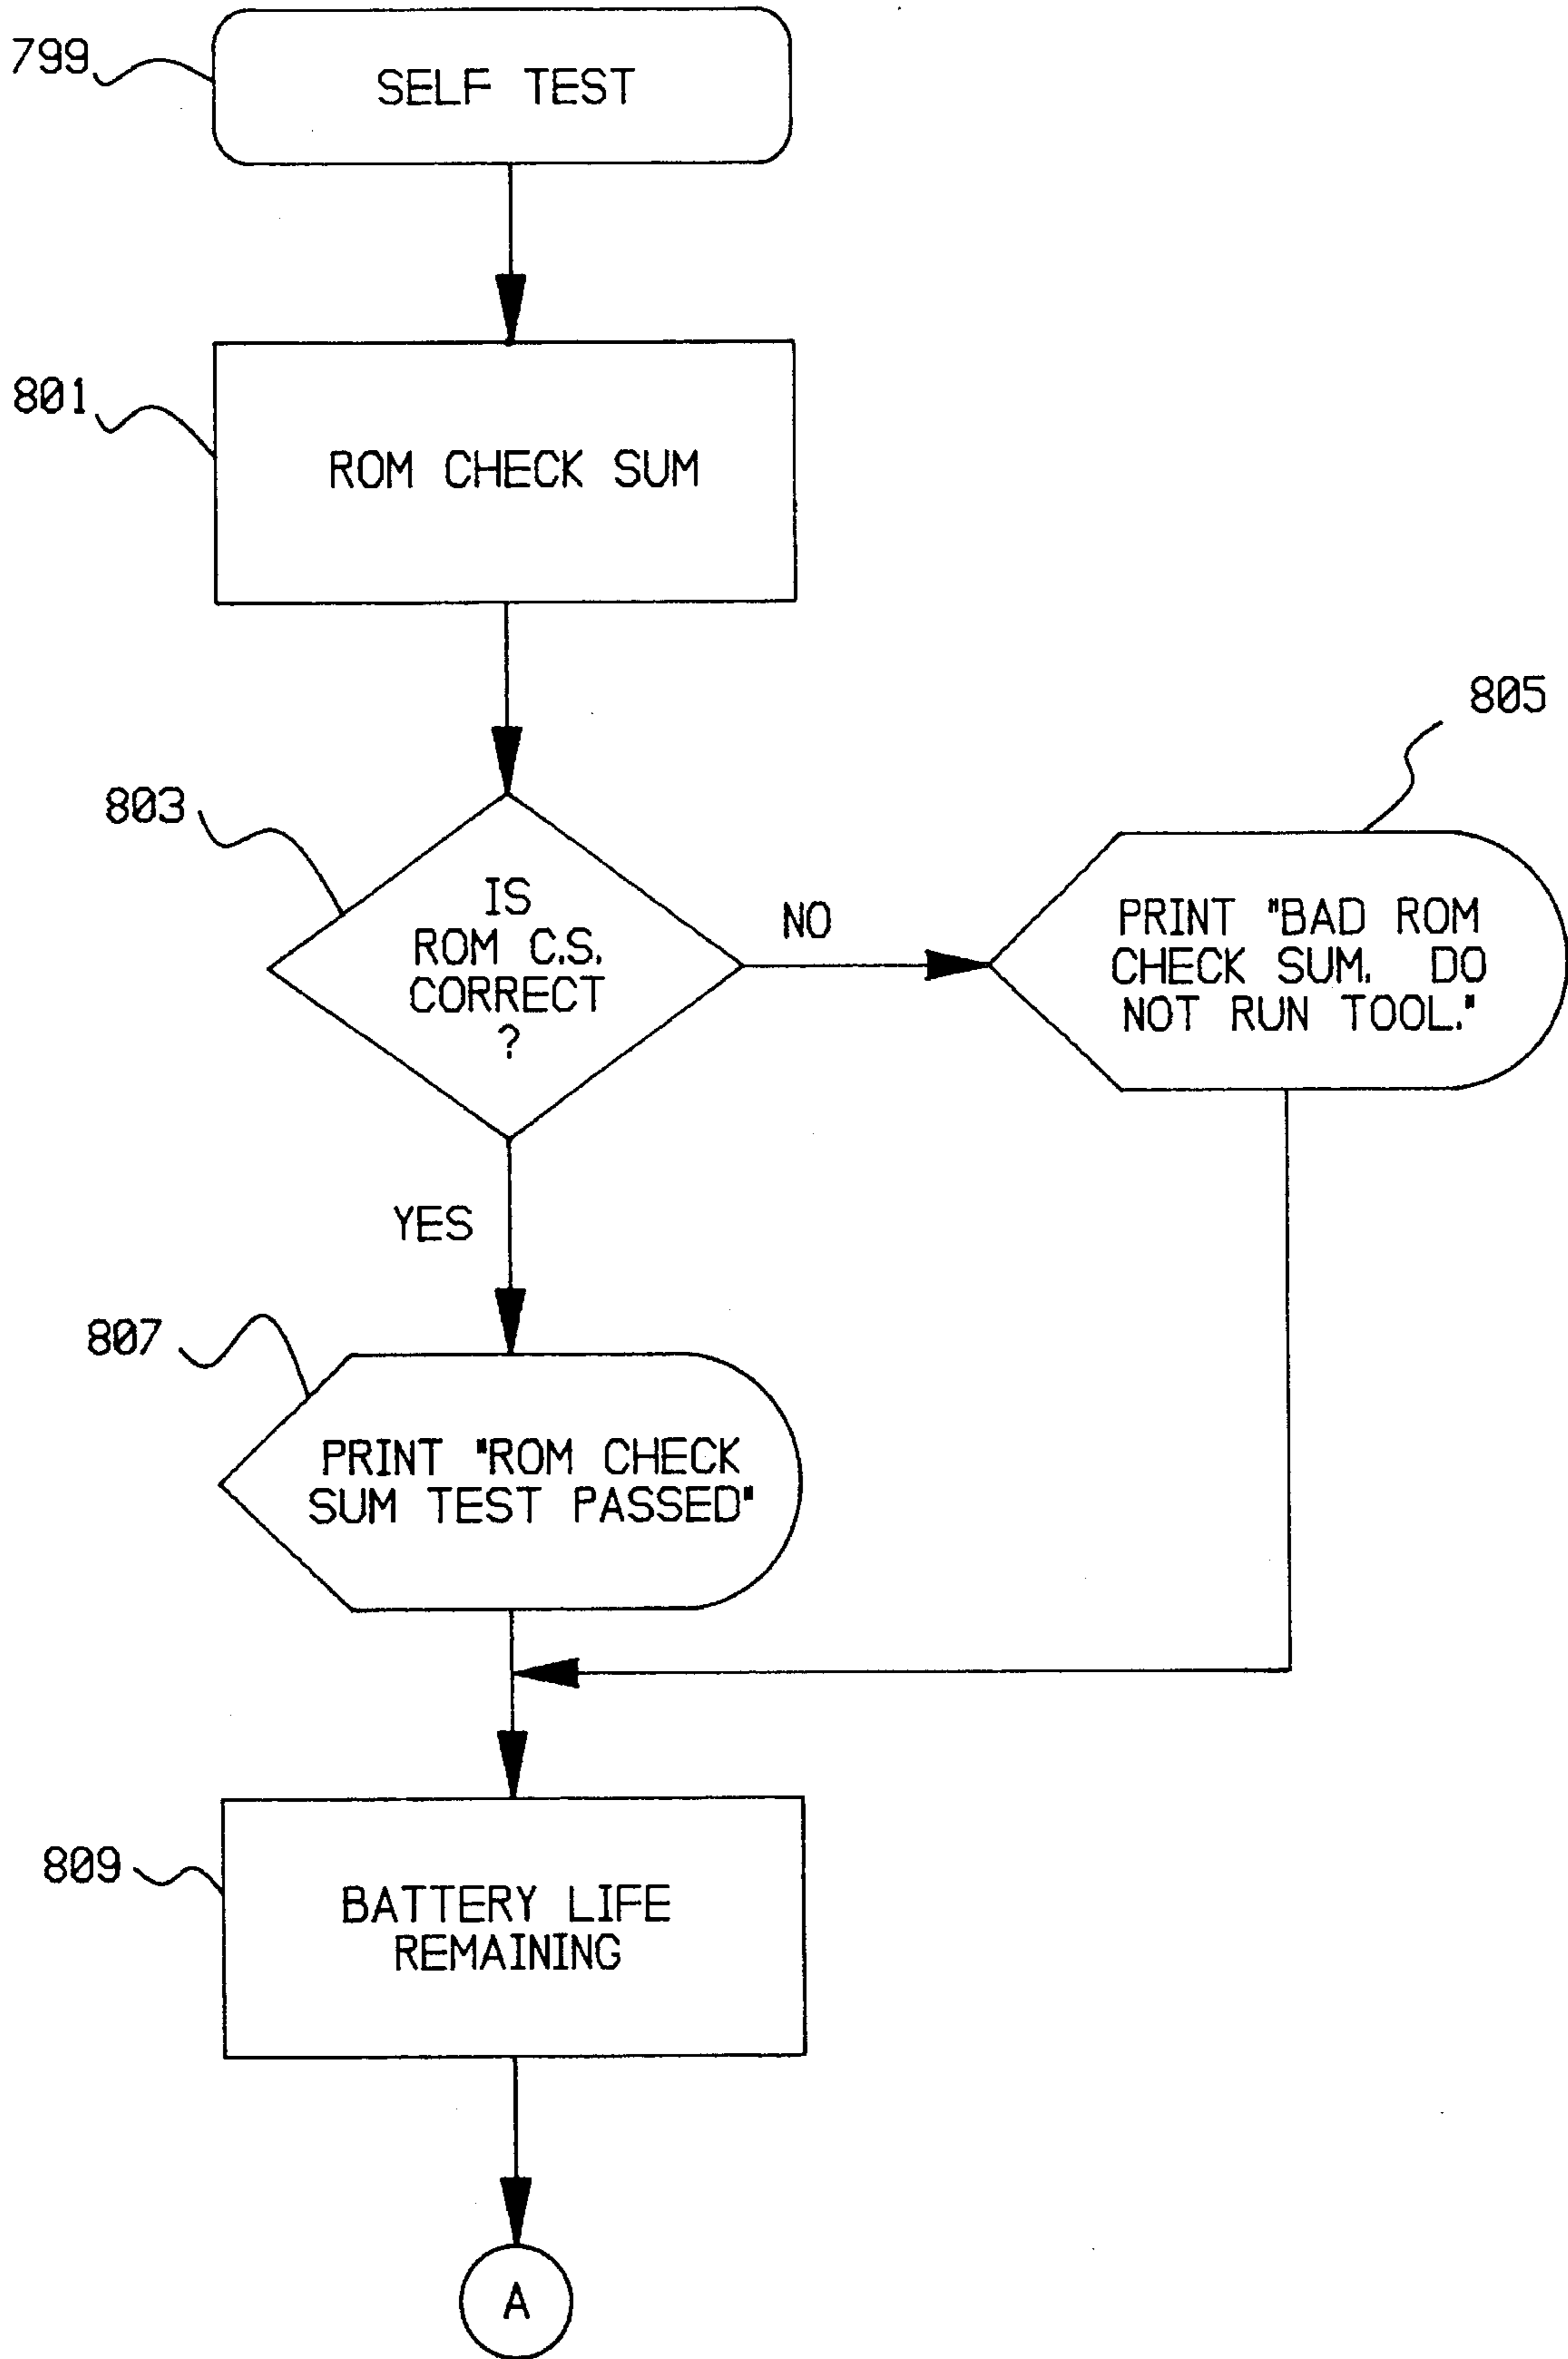 799
SELF TEST
801
ROM CHECK SUM
803
IS
ROM C.S.
CORRECT
?
NO
805
PRINT "BAD ROM
CHECK SUM. DO
NOT RUN TOOL."
YES
807
PRINT "ROM CHECK
SUM TEST PASSED"
809
BATTERY LIFE
REMAINING
A